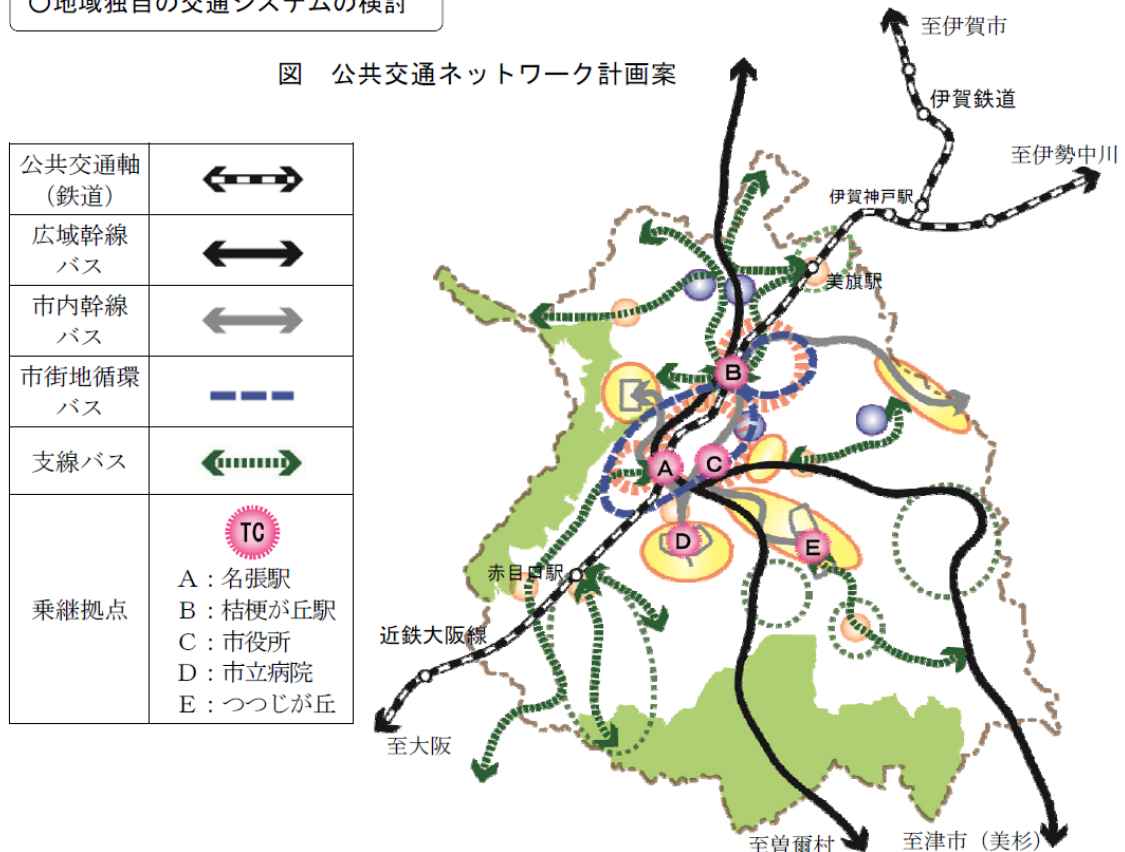 〇地域独自の交通システムの検討
図 公共交通ネットワーク計画案
至伊賀市
伊賀鉄道
至伊勢中川
伊賀神戸駅
美旗駅
公共交通軸
（鉄道）
広域幹線
バス
市内幹線
バス
市街地循環
バス
支線バス
乗継拠点
TC
A：名張駅
B：桔梗が丘駅
C：市役所
D：市立病院
E：つつじが丘
B
A
C
D
E
赤目口駅
近鉄大阪線
至大阪
至曽爾村
至津市（美杉）